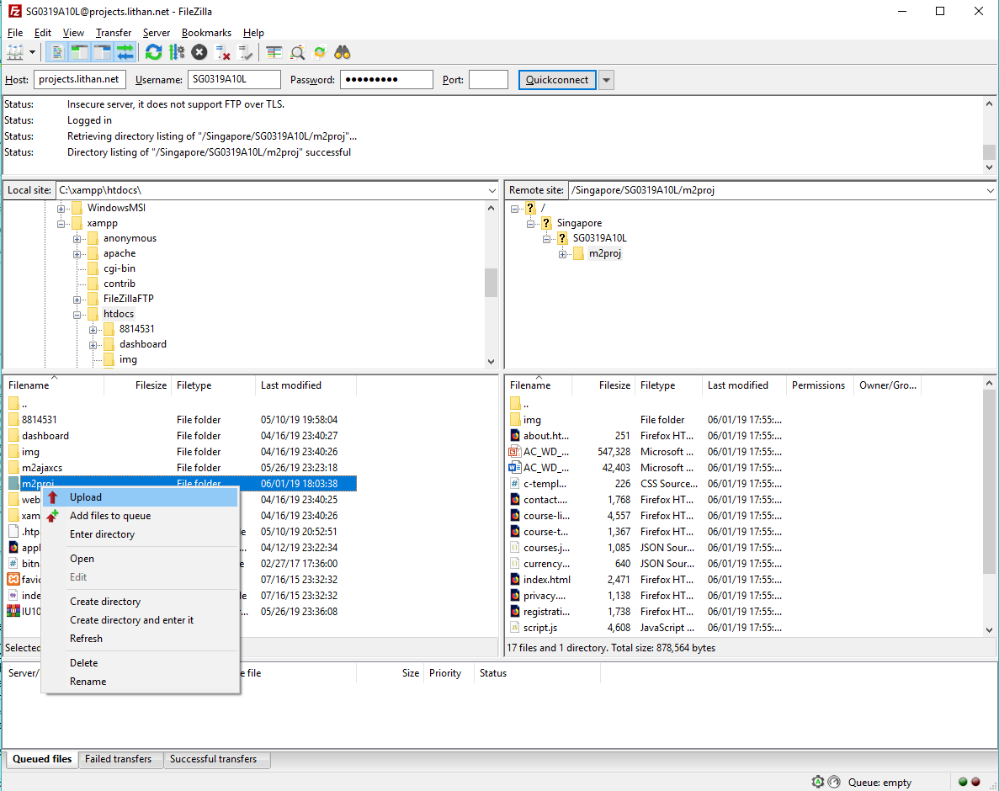 SG0319A10L@projects.lithan.net - FileZilla
File Edit View Transfer Server Bookmarks Help
Host: projects.lithan.net Username: SG0319A10L Password: ●●●●●●●●● Port: Quickconnect
Status: Insecure server, it does not support FTP over TLS.
Status: Logged in
Status: Retrieving directory listing of "/Singapore/SG0319A10L/m2proj"...
Status: Directory listing of "/Singapore/SG0319A10L/m2proj" successful
Local site: C:\xampp\htdocs\
WindowsMSI
xampp
anonymous
apache
cgi-bin
contrib
FileZillaFTP
htdocs
8814531
dashboard
img
Remote site: /Singapore/SG0319A10L/m2proj
/
Singapore
SG0319A10L
m2proj
Filename Filesize Filetype Last modified
..
8814531 File folder 05/10/19 19:58:04
dashboard File folder 04/16/19 23:40:27
img File folder 04/16/19 23:40:26
m2ajaxcs File folder 05/26/19 23:23:18
m2proj File folder 06/01/19 18:03:38
web 04/16/19 23:40:25
xam 04/16/19 23:40:26
.htp e 05/10/19 20:52:51
appl ... 04/12/19 23:22:34
bitn e 02/27/17 17:36:00
favic 07/16/15 23:32:32
inde le 07/16/15 23:32:32
IU10 ... 05/26/19 23:36:08
Selected
Upload
Add files to queue
Enter directory
Open
Edit
Create directory
Create directory and enter it
Refresh
Delete
Rename
Filename Filesize Filetype Last modified Permissions Owner/Gro...
..
img File folder 06/01/19 17:55:...
about.ht... 251 Firefox HT... 06/01/19 17:55:...
AC_WD_... 547,328 Microsoft ... 06/01/19 17:55:...
AC_WD_... 42,403 Microsoft ... 06/01/19 17:55:...
c-templ... 226 CSS Source... 06/01/19 17:55:...
contact.... 1,768 Firefox HT... 06/01/19 17:55:...
course-li... 4,557 Firefox HT... 06/01/19 17:55:...
course-t... 1,367 Firefox HT... 06/01/19 17:55:...
courses.j... 1,085 JSON Sour... 06/01/19 17:55:...
currency.... 640 JSON Sour... 06/01/19 17:55:...
index.html 2,471 Firefox HT... 06/01/19 17:55:...
privacy.... 1,138 Firefox HT... 06/01/19 17:55:...
registrati... 1,738 Firefox HT... 06/01/19 17:55:...
script.js 4,608 JavaScript ... 06/01/19 17:55:...
17 files and 1 directory. Total size: 878,564 bytes
Server/ e file Size Priority Status
Queued files Failed transfers Successful transfers
Queue: empty